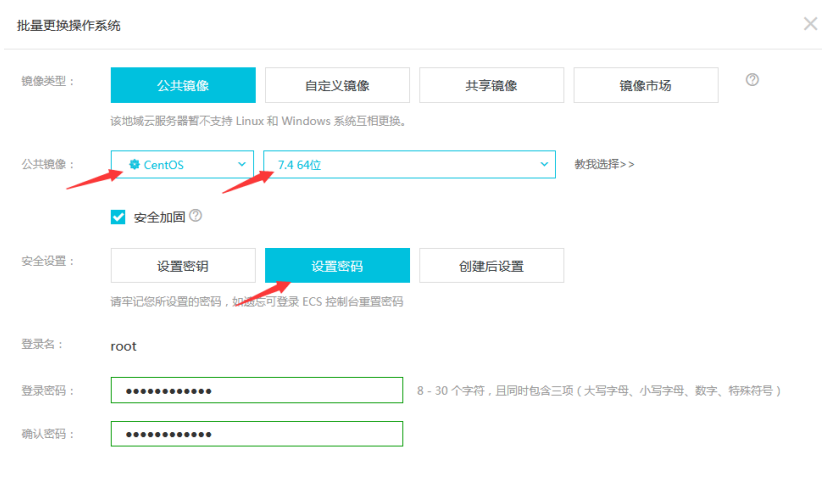 批量更换操作系统
镜像类型： 公共镜像 自定义镜像 共享镜像 镜像市场
该地域云服务器暂不支持 Linux 和 Windows 系统互相更换。
公共镜像： CentOS 7.4 64位 教我选择>>
安全加固
安全设置： 设置密钥 设置密码 创建后设置
请牢记您所设置的密码，如遗忘可登录 ECS 控制台重置密码
登录名： root
登录密码： ●●●●●●●●●●●● 8 - 30 个字符，且同时包含三项（大写字母、小写字母、数字、特殊符号）
确认密码： ●●●●●●●●●●●●